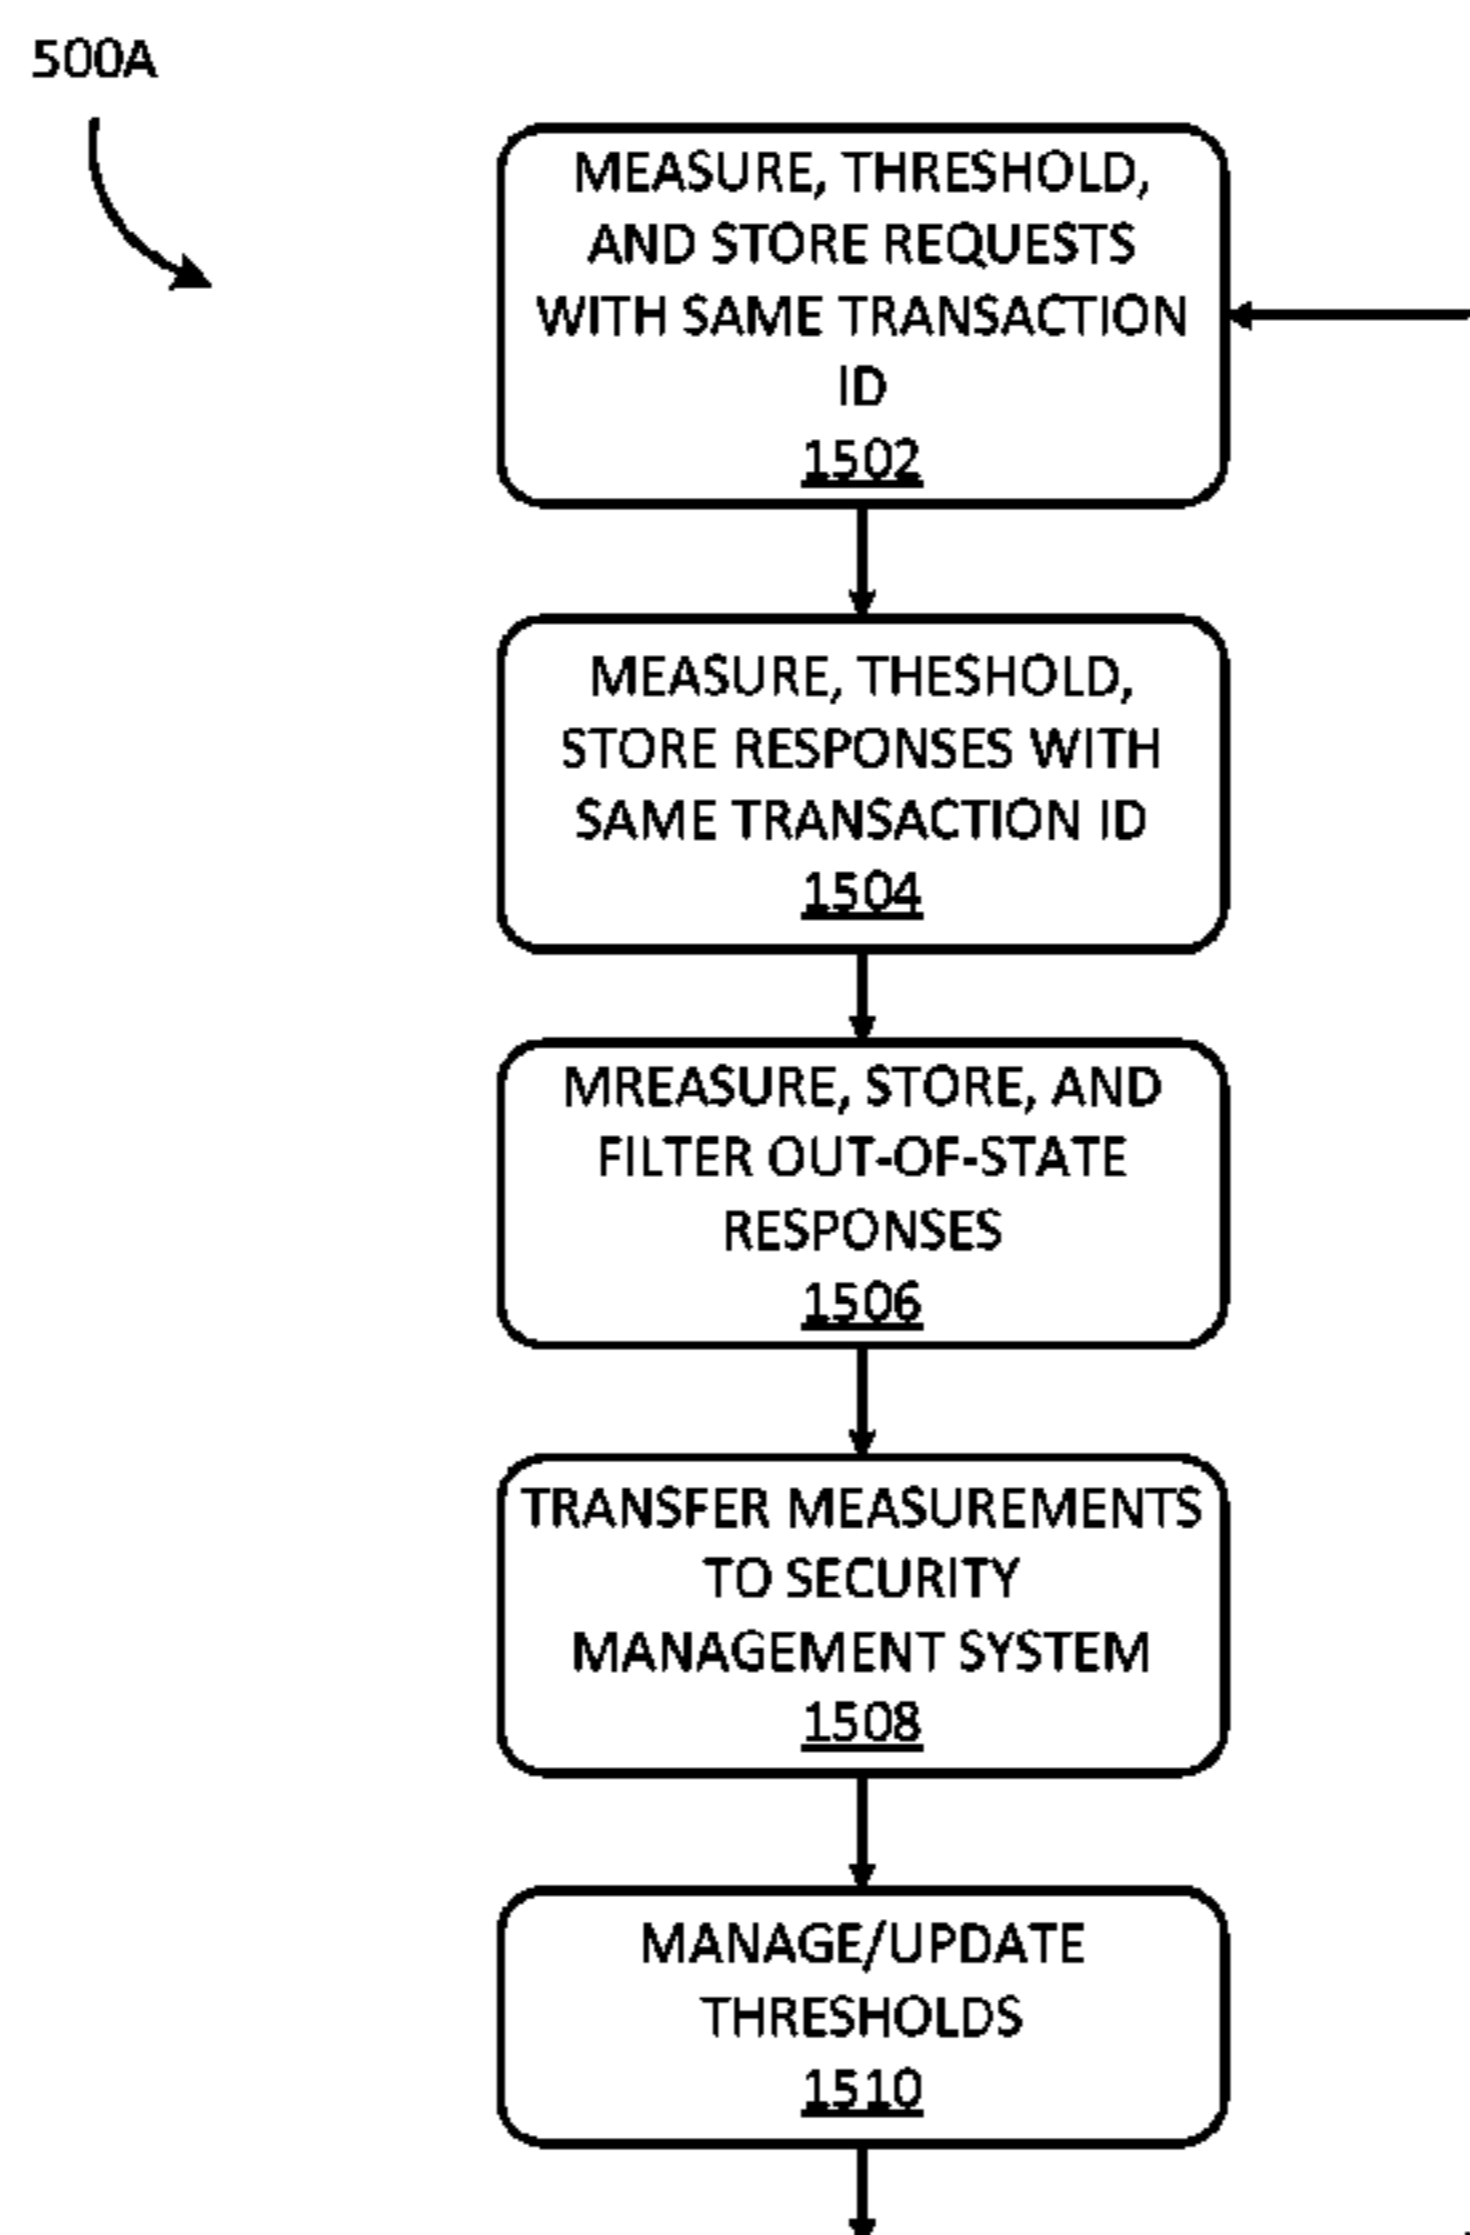 500A
MEASURE, THRESHOLD,
AND STORE REQUESTS
WITH SAME TRANSACTION
ID
1502
MEASURE, THESHOLD,
STORE RESPONSES WITH
SAME TRANSACTION ID
1504
MREASURE, STORE, AND
FILTER OUT-OF-STATE
RESPONSES
1506
TRANSFER MEASUREMENTS
TO SECURITY
MANAGEMENT SYSTEM
1508
MANAGE/UPDATE
THRESHOLDS
1510